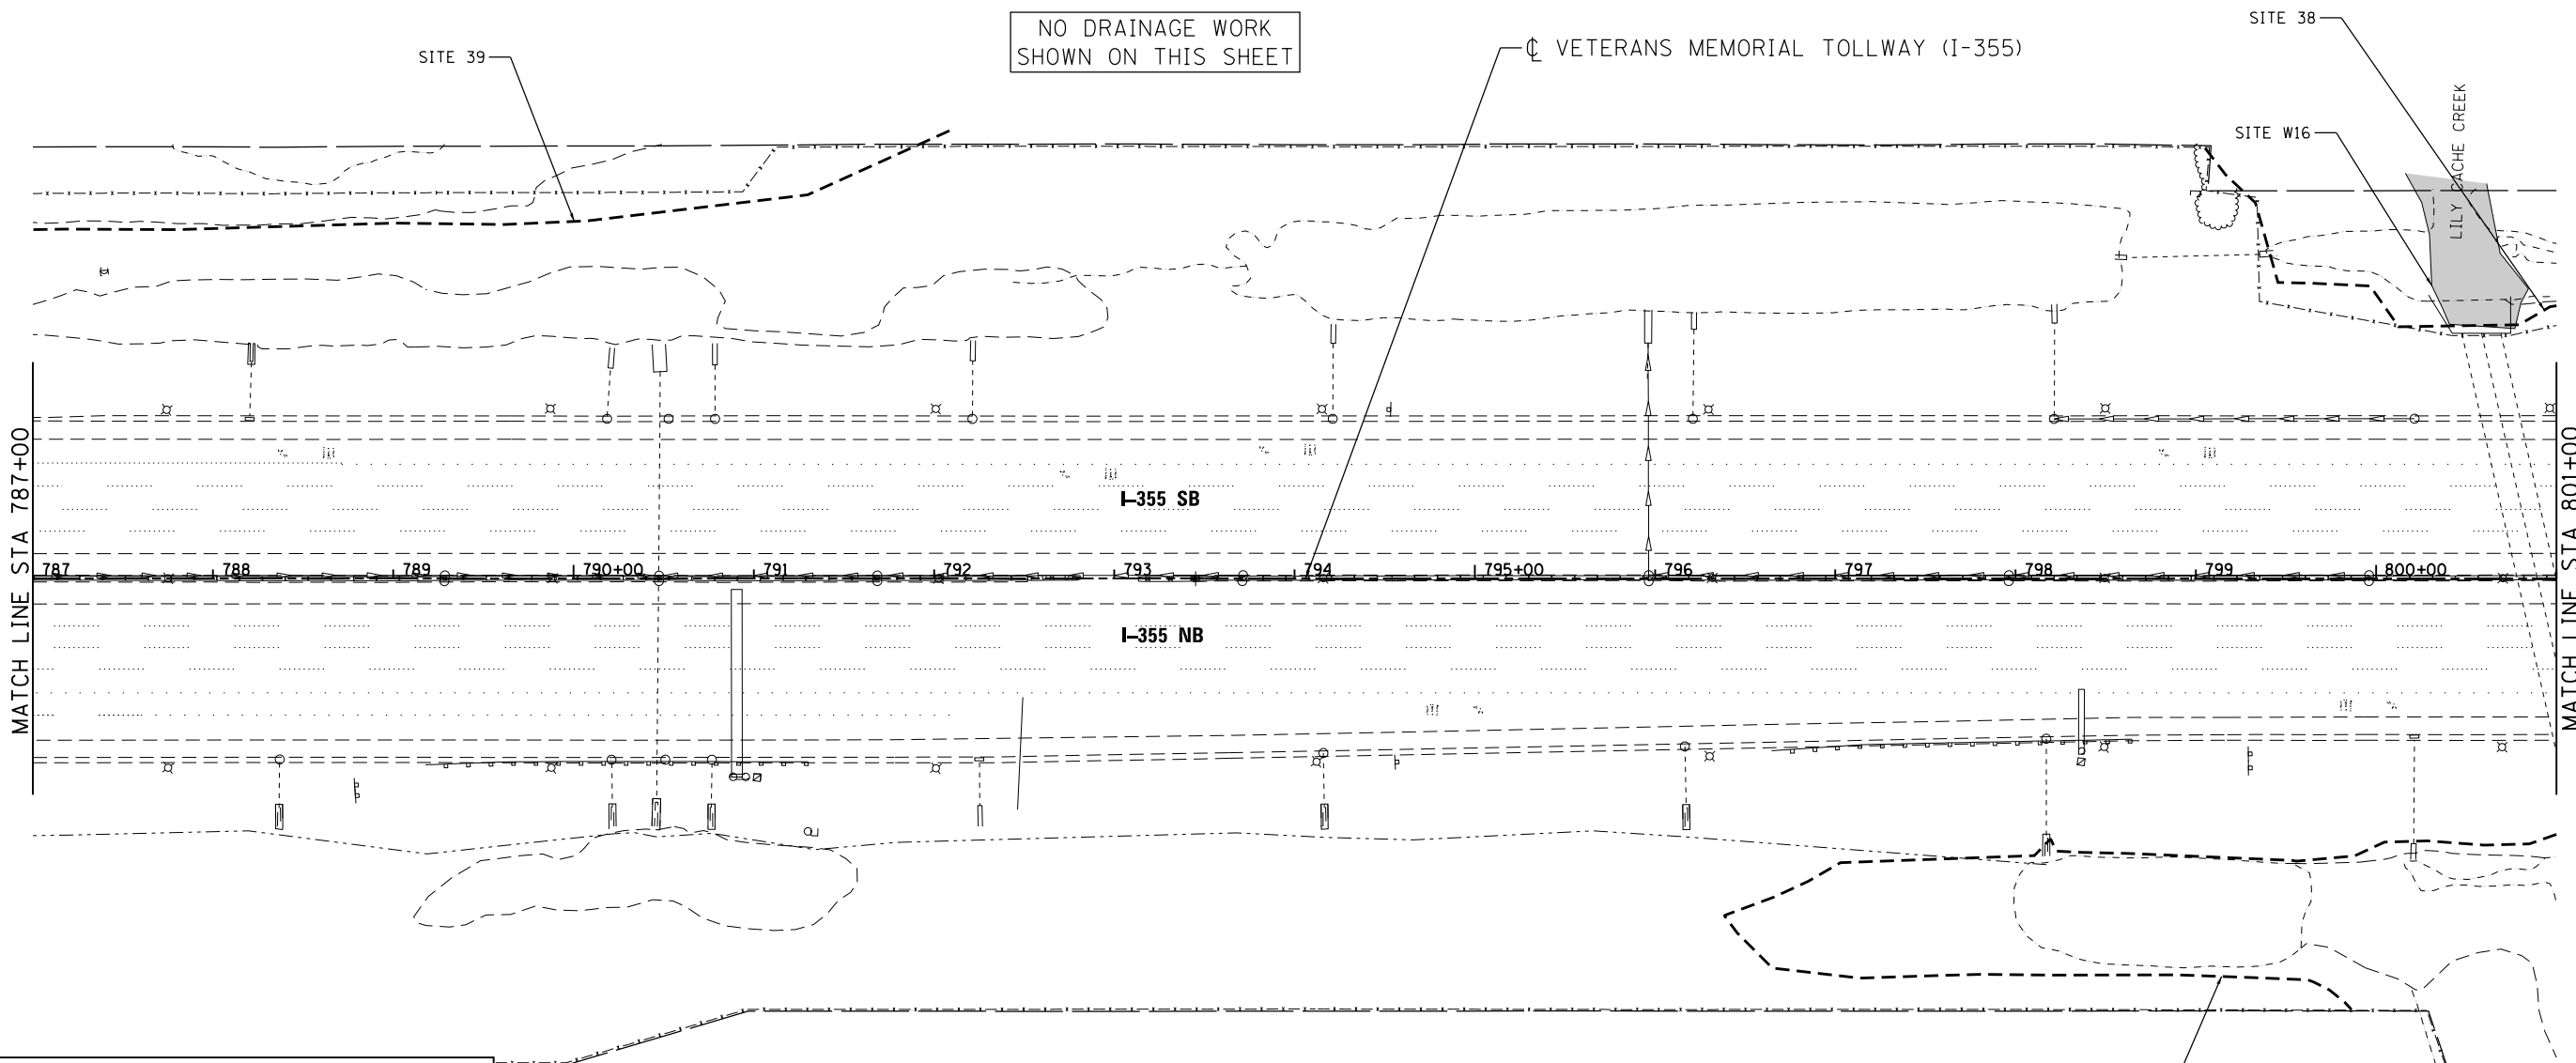 NO DRAINAGE WORK
SHOWN ON THIS SHEET
SITE 39
℄ VETERANS MEMORIAL TOLLWAY (I-355)
SITE 38
SITE W16
LILY CACHE CREEK
MATCH LINE STA 787+00
I-355 SB
787 788 789 790+00 791 792 793 794 795+00 796 797 798 799 800+00
I-355 NB
MATCH LINE STA 801+00